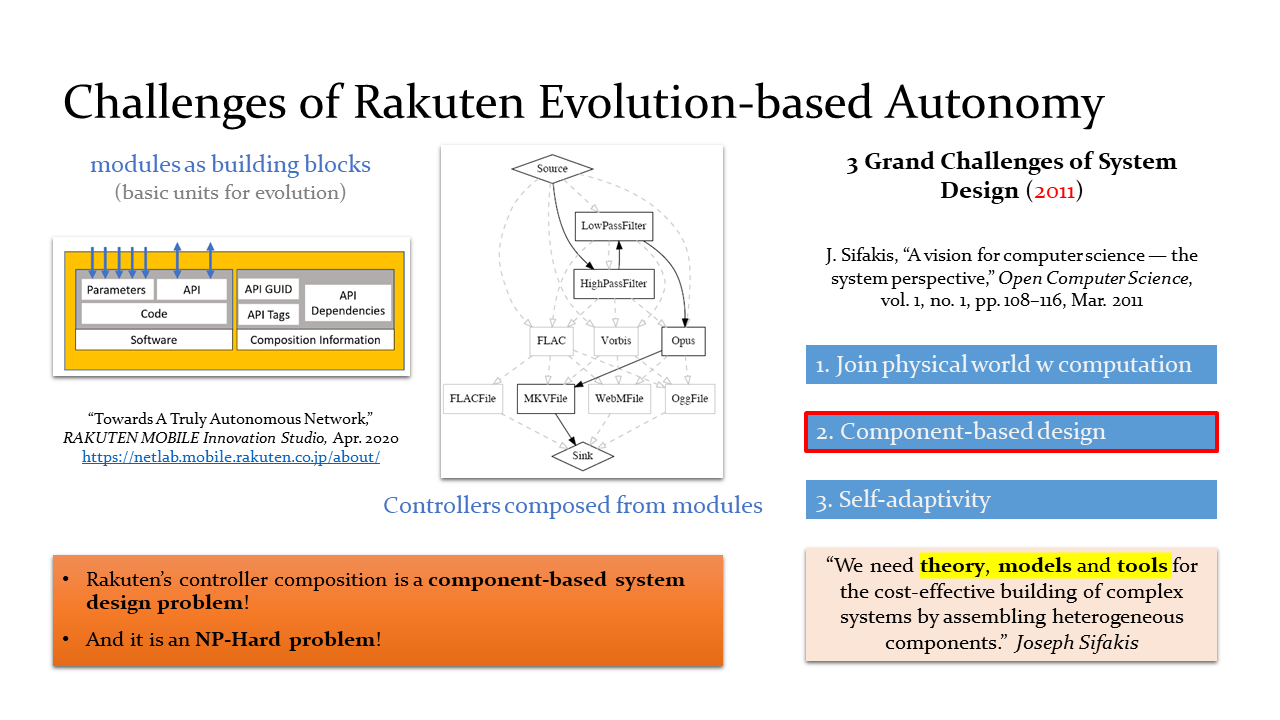 Challenges of Rakuten Evolution-based Autonomy
modules as building blocks
(basic units for evolution)
Parameters
API
Code
Software
API GUID
API Tags
API
Dependencies
Composition Information
“Towards A Truly Autonomous Network,”
RAKUTEN MOBILE Innovation Studio, Apr. 2020
https://netlab.mobile.rakuten.co.jp/about/
Source
LowPassFilter
HighPassFilter
FLAC
Vorbis
Opus
FLACFile
MKVFile
WebMFile
OggFile
Sink
Controllers composed from modules
• Rakuten’s controller composition is a component-based system
design problem!
• And it is an NP-Hard problem!
3 Grand Challenges of System
Design (2011)
J. Sifakis, “A vision for computer science — the
system perspective,” Open Computer Science,
vol. 1, no. 1, pp. 108–116, Mar. 2011
1. Join physical world w computation
2. Component-based design
3. Self-adaptivity
“We need theory, models and tools for
the cost-effective building of complex
systems by assembling heterogeneous
components.” Joseph Sifakis